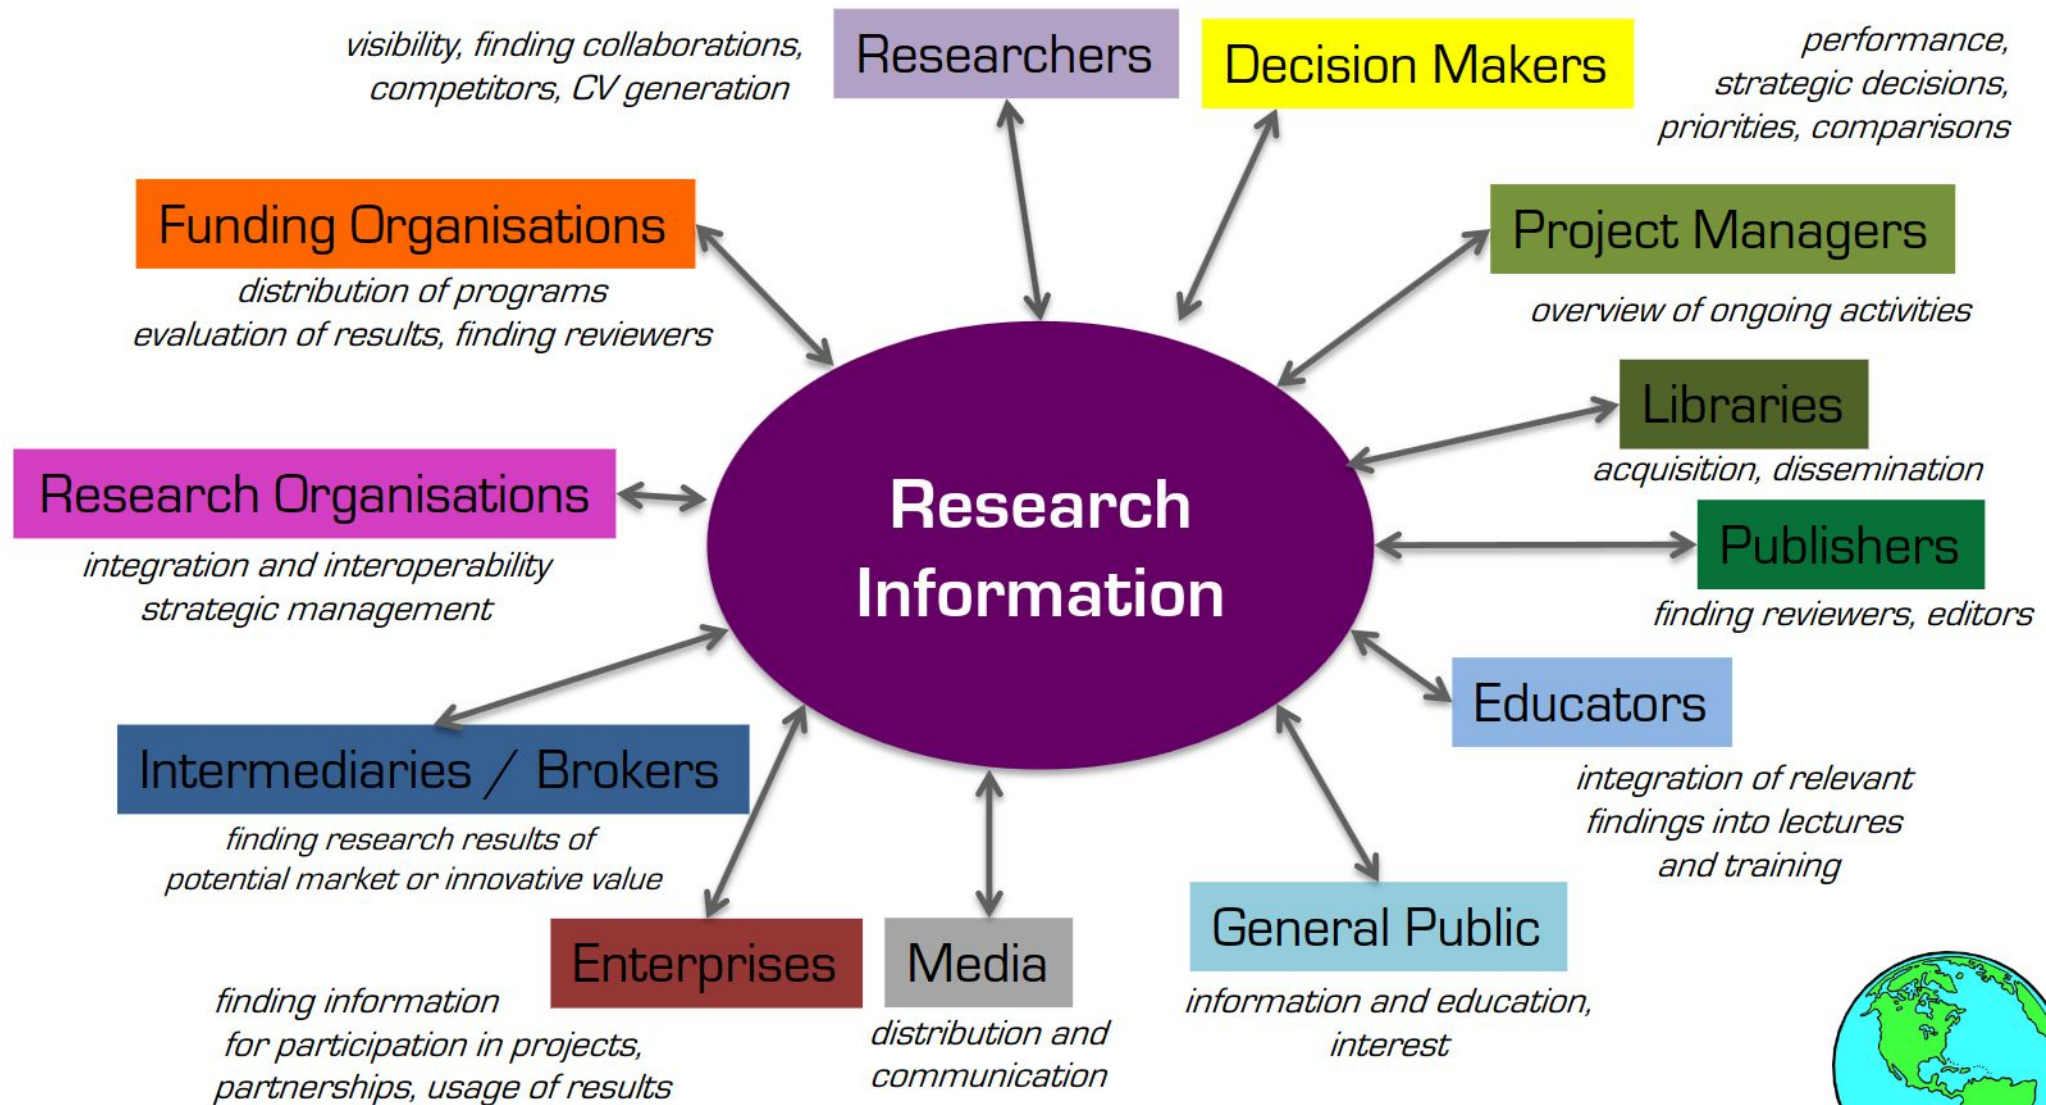 visibility, finding collaborations,
competitors, CV generation
Researchers
Decision Makers
performance,
strategic decisions,
priorities, comparisons
Funding Organisations
distribution of programs
evaluation of results, finding reviewers
Project Managers
overview of ongoing activities
Libraries
acquisition, dissemination
Research Organisations
integration and interoperability
strategic management
Research
Information
Publishers
finding reviewers, editors
Educators
integration of relevant
findings into lectures
and training
Intermediaries / Brokers
finding research results of
potential market or innovative value
Enterprises
finding information
for participation in projects,
partnerships, usage of results
Media
distribution and
communication
General Public
information and education,
interest